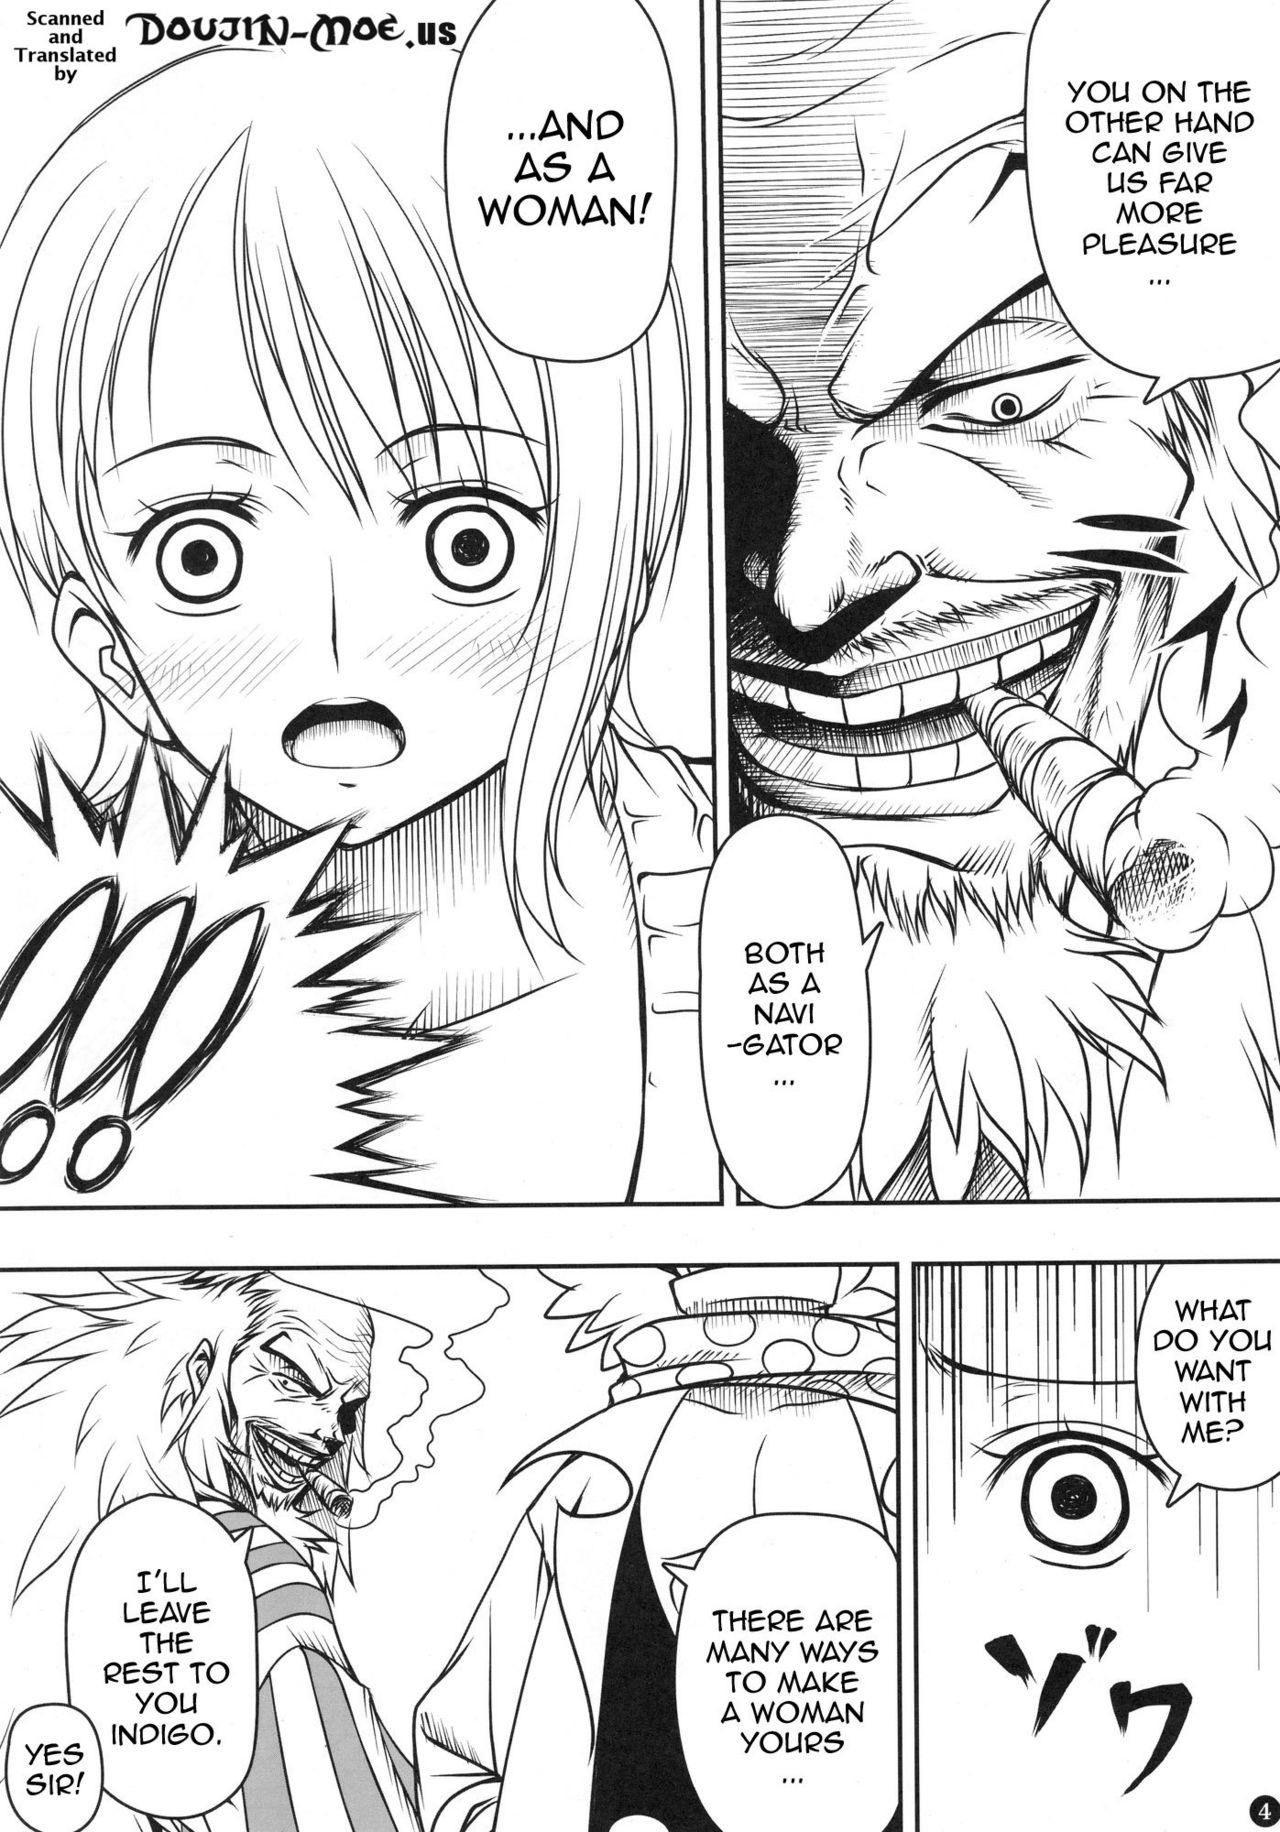 Scanned
and
Translated
by
DOUJIN-MOE.us
YOU ON THE
OTHER HAND
CAN GIVE
US FAR
MORE
PLEASURE
...
BOTH
AS A
NAVI
-GATOR
...
...AND
AS A
WOMAN!
!!!
WHAT
DO YOU
WANT
WITH
ME?
ゾワ
THERE ARE
MANY WAYS
TO MAKE
A WOMAN
YOURS
...
I'LL
LEAVE
THE
REST TO
YOU
INDIGO.
YES
SIR!
4